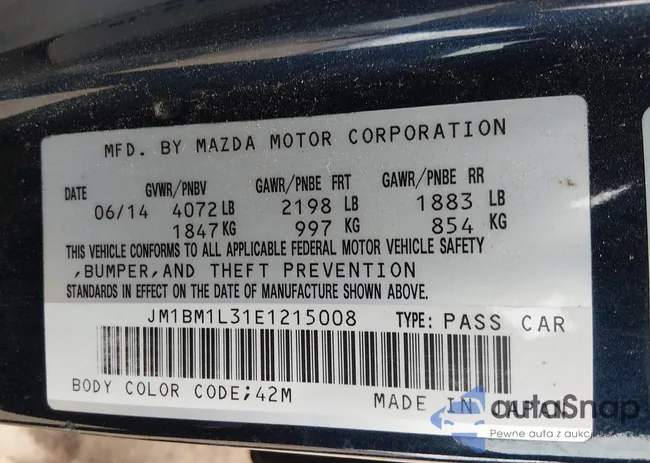 MFD. BY MAZDA MOTOR CORPORATION
DATE GVWR/PNBV GAWR/PNBE FRT GAWR/PNBE RR
06/14 4072 LB 2198 LB 1883 LB
1847 KG 997 KG 854 KG
THIS VEHICLE CONFORMS TO ALL APPLICABLE FEDERAL MOTOR VEHICLE SAFETY
,BUMPER,AND THEFT PREVENTION
STANDARDS IN EFFECT ON THE DATE OF MANUFACTURE SHOWN ABOVE.
JM1BM1L31E1215008 TYPE: PASS CAR
BODY COLOR CODE;42M MADE IN JAPAN
autoSnap
Pewne auta z aukcji USA